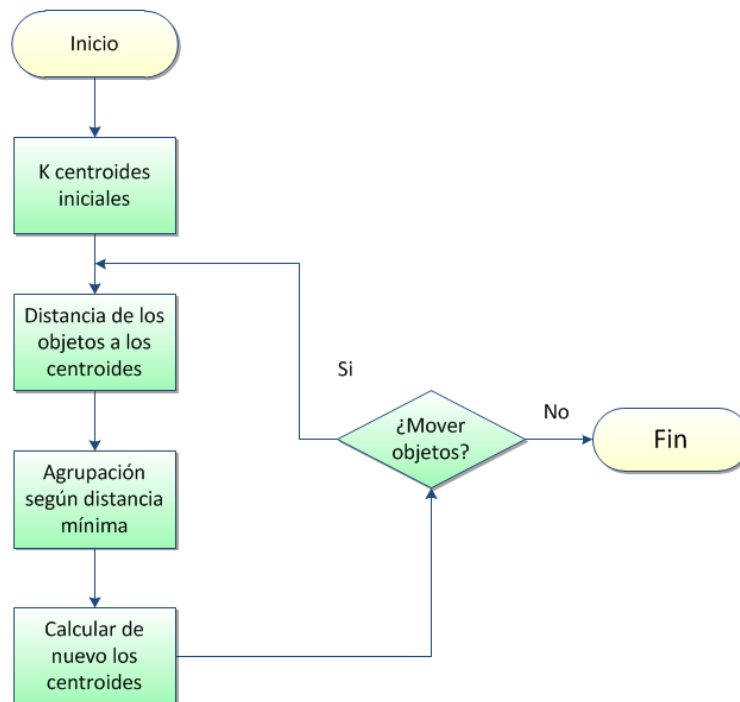 Inicio
K centroides
iniciales
Distancia de los
objetos a los
centroides
Agrupación
según distancia
mínima
Calcular de
nuevo los
centroides
¿Mover
objetos?
Si
No
Fin